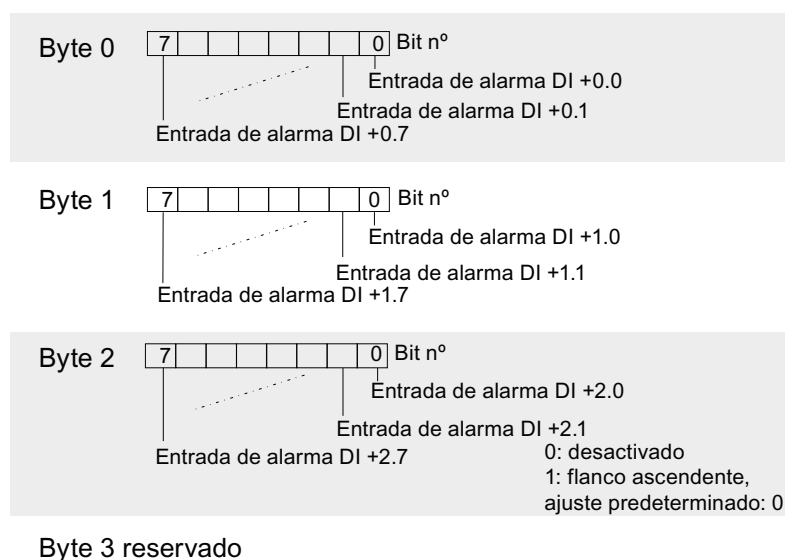 Byte 0 7 0 Bit nº
Entrada de alarma DI +0.0
Entrada de alarma DI +0.1
Entrada de alarma DI +0.7
Byte 1 7 0 Bit nº
Entrada de alarma DI +1.0
Entrada de alarma DI +1.1
Entrada de alarma DI +1.7
Byte 2 7 0 Bit nº
Entrada de alarma DI +2.0
Entrada de alarma DI +2.1
Entrada de alarma DI +2.7
0: desactivado
1: flanco ascendente,
ajuste predeterminado: 0
Byte 3 reservado